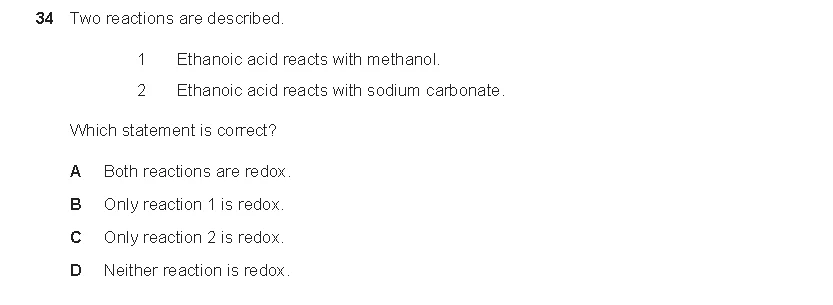 34 Two reactions are described.
1 Ethanoic acid reacts with methanol.
2 Ethanoic acid reacts with sodium carbonate.
Which statement is correct?
A Both reactions are redox.
B Only reaction 1 is redox.
C Only reaction 2 is redox.
D Neither reaction is redox.